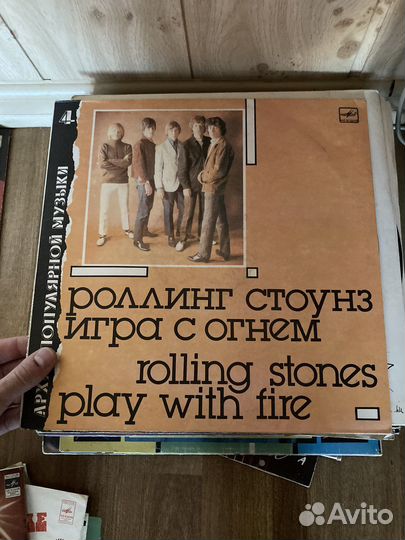 4
АРХИВ ПОПУЛЯРНОЙ МУЗЫКИ
роллинг стоунз
игра с огнем
rolling stones
play with fire
Avito